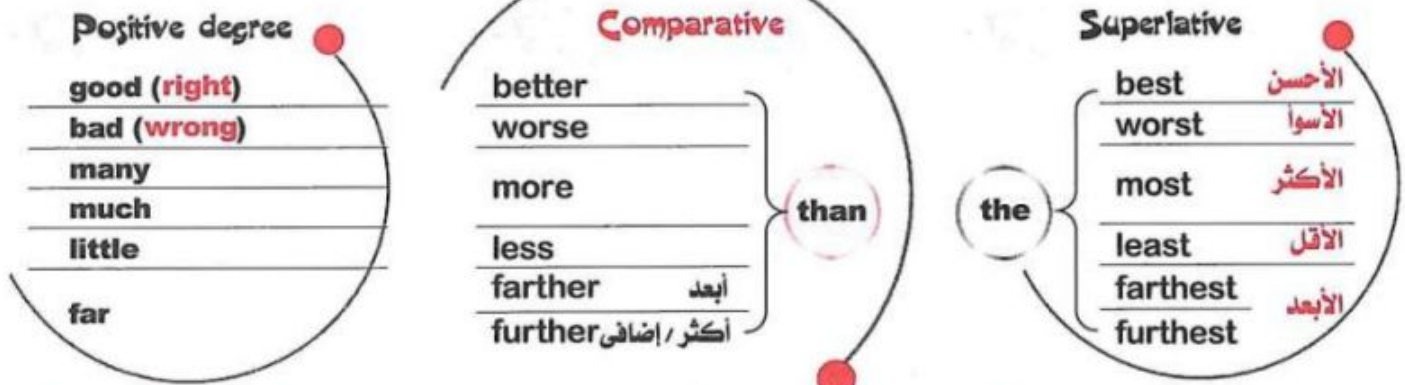 Positive degree
good (right)
bad (wrong)
many
much
little
far
Comparative
better
worse
more
less
farther أبعد
further أكثر / إضافى
than
Superlative
the
best الأحسن
worst الأسوأ
most الأكثر
least الأقل
farthest
furthest
الأبعد